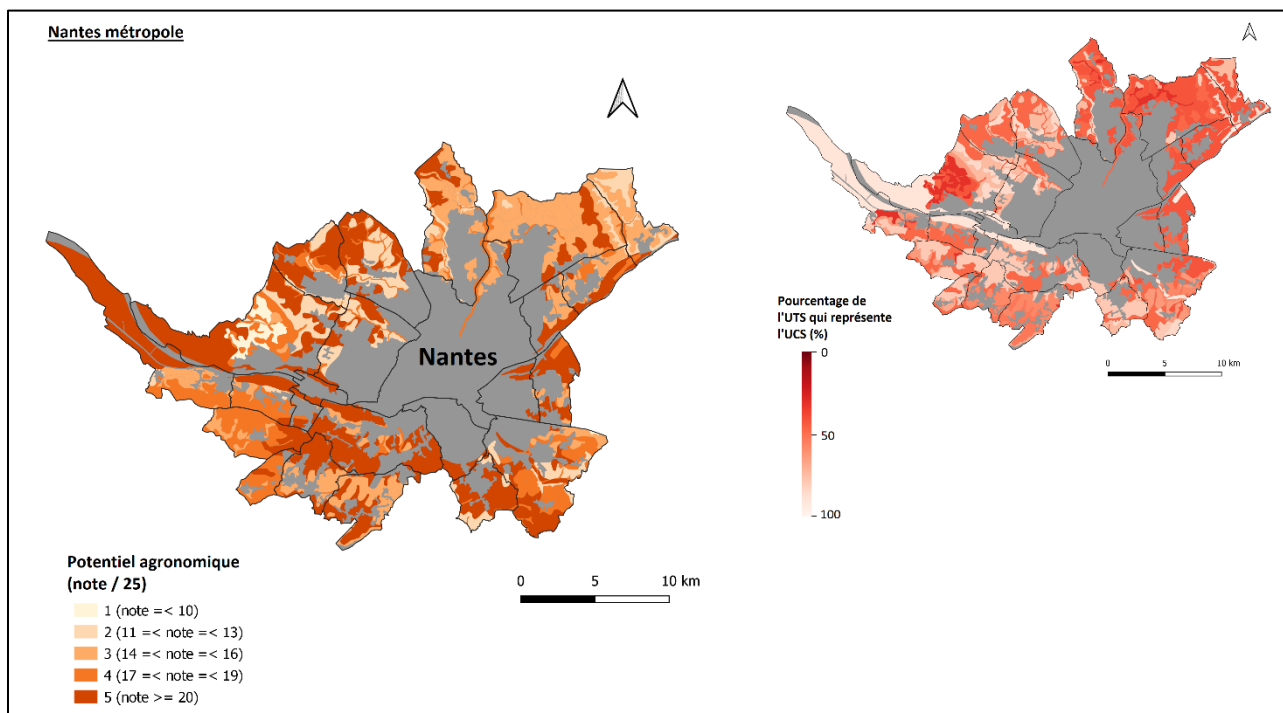 Nantes métropole
Nantes
Potentiel agronomique
(note / 25)
1 (note =< 10)
2 (11 =< note =< 13)
3 (14 =< note =< 16)
4 (17 =< note =< 19)
5 (note >= 20)
0 5 10 km
Pourcentage de
l'UTS qui représente
l'UCS (%)
0
50
100
0 5 10 km